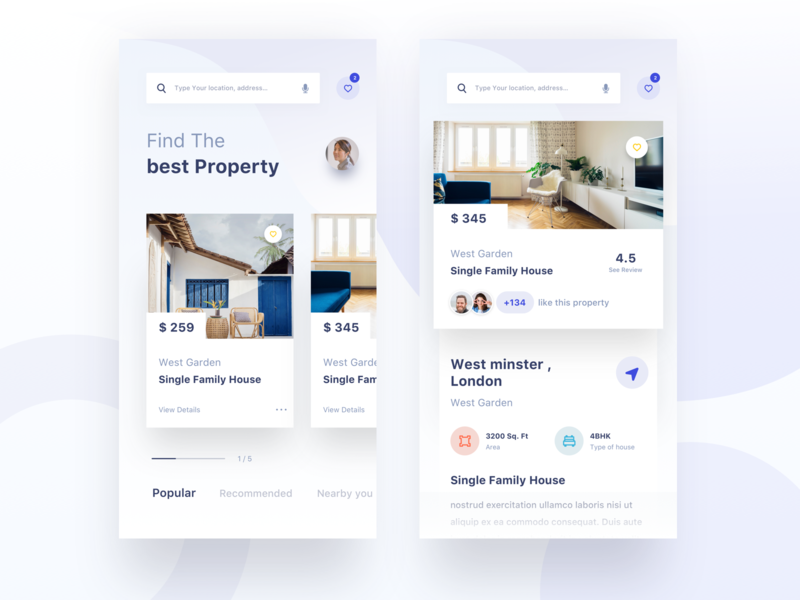 Type Your location, address...
2
Find The
best Property
$ 259
West Garden
Single Family House
View Details
$ 345
West Garde
Single Fam
View Details
1 / 5
Popular
Recommended
Nearby you
Type Your location, address...
2
$ 345
West Garden
Single Family House
4.5
See Review
+134
like this property
West minster ,
London
West Garden
3200 Sq. Ft
Area
4BHK
Type of house
Single Family House
nostrud exercitation ullamco laboris nisi ut
aliquip ex ea commodo consequat. Duis aute